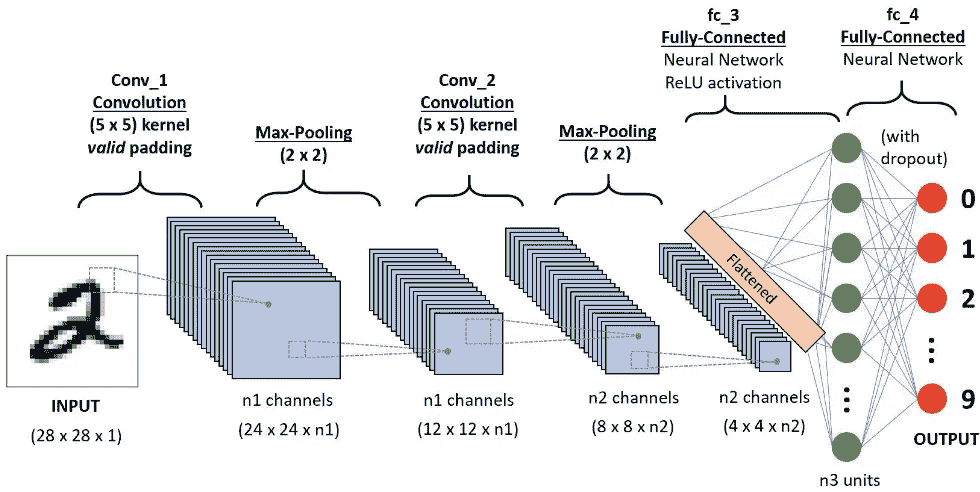 fc_3
Fully-Connected
Neural Network
ReLU activation
fc_4
Fully-Connected
Neural Network
Conv_1
Convolution
(5 x 5) kernel
valid padding
Max-Pooling
(2 x 2)
Conv_2
Convolution
(5 x 5) kernel
valid padding
Max-Pooling
(2 x 2)
(with
dropout)
0
1
2
9
Flattened
INPUT
(28 x 28 x 1)
n1 channels
(24 x 24 x n1)
n1 channels
(12 x 12 x n1)
n2 channels
(8 x 8 x n2)
n2 channels
(4 x 4 x n2)
OUTPUT
n3 units
2